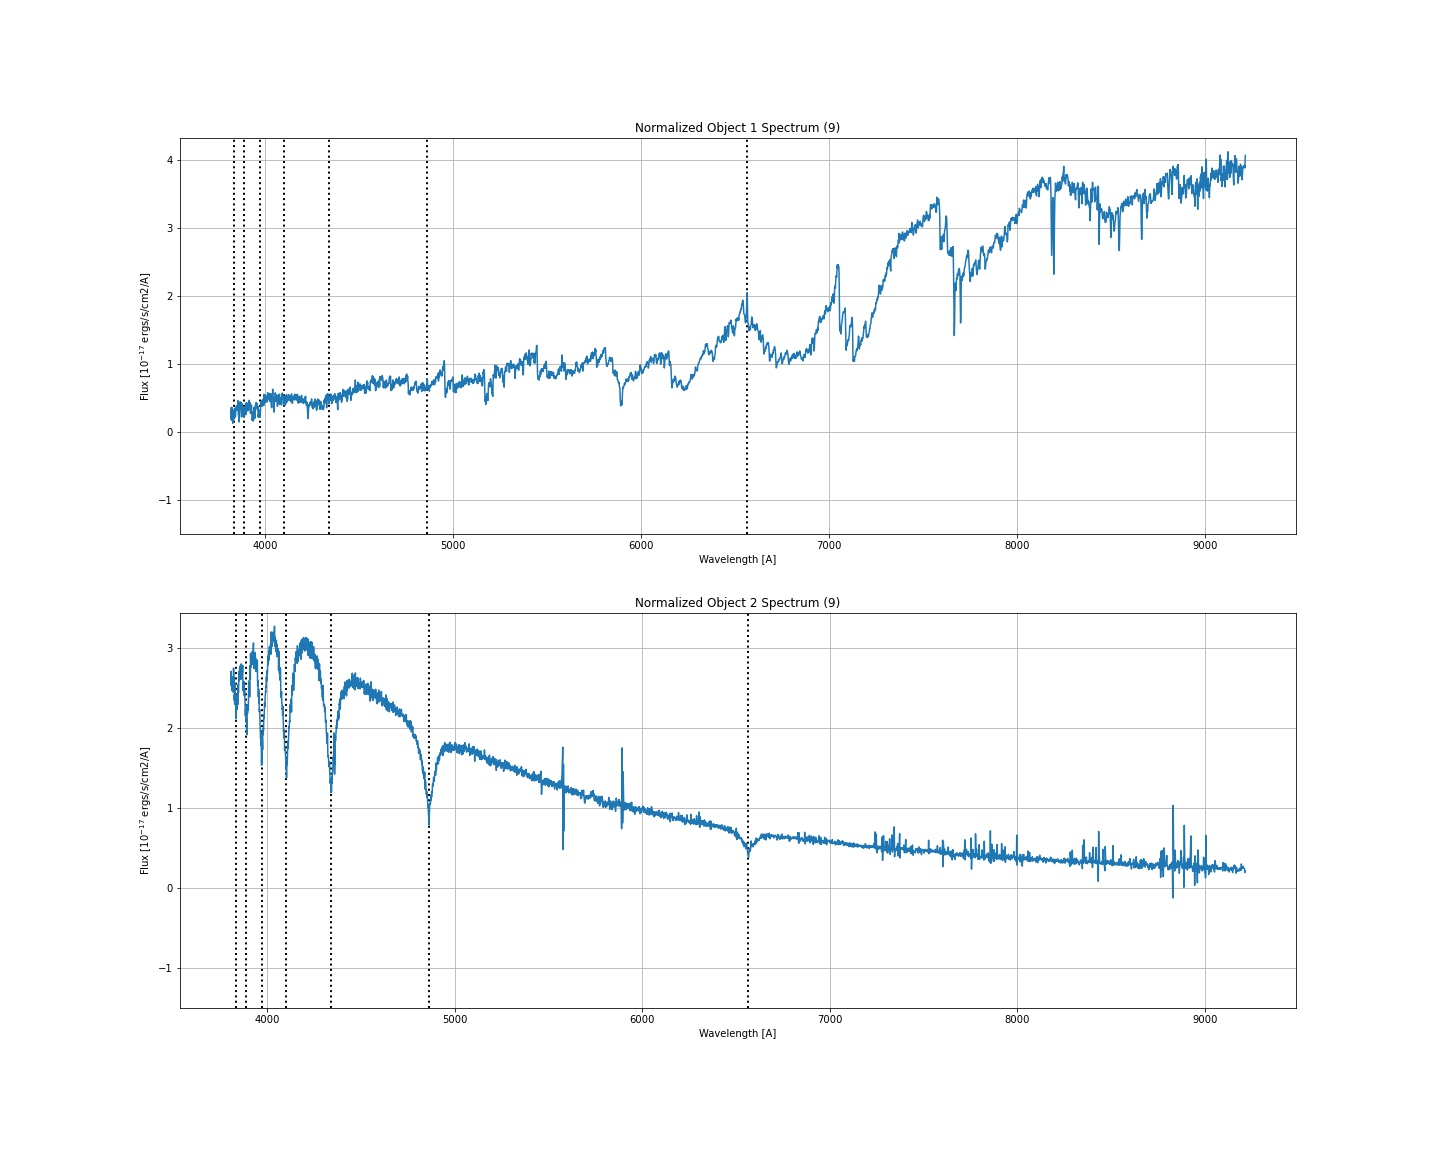 Normalized Object 1 Spectrum (9)
4
3
2
1
0
−1
Flux [10⁻¹⁷ ergs/s/cm2/A]
4000 5000 6000 7000 8000 9000
Wavelength [A]
Normalized Object 2 Spectrum (9)
3
2
1
0
−1
Flux [10⁻¹⁷ ergs/s/cm2/A]
4000 5000 6000 7000 8000 9000
Wavelength [A]